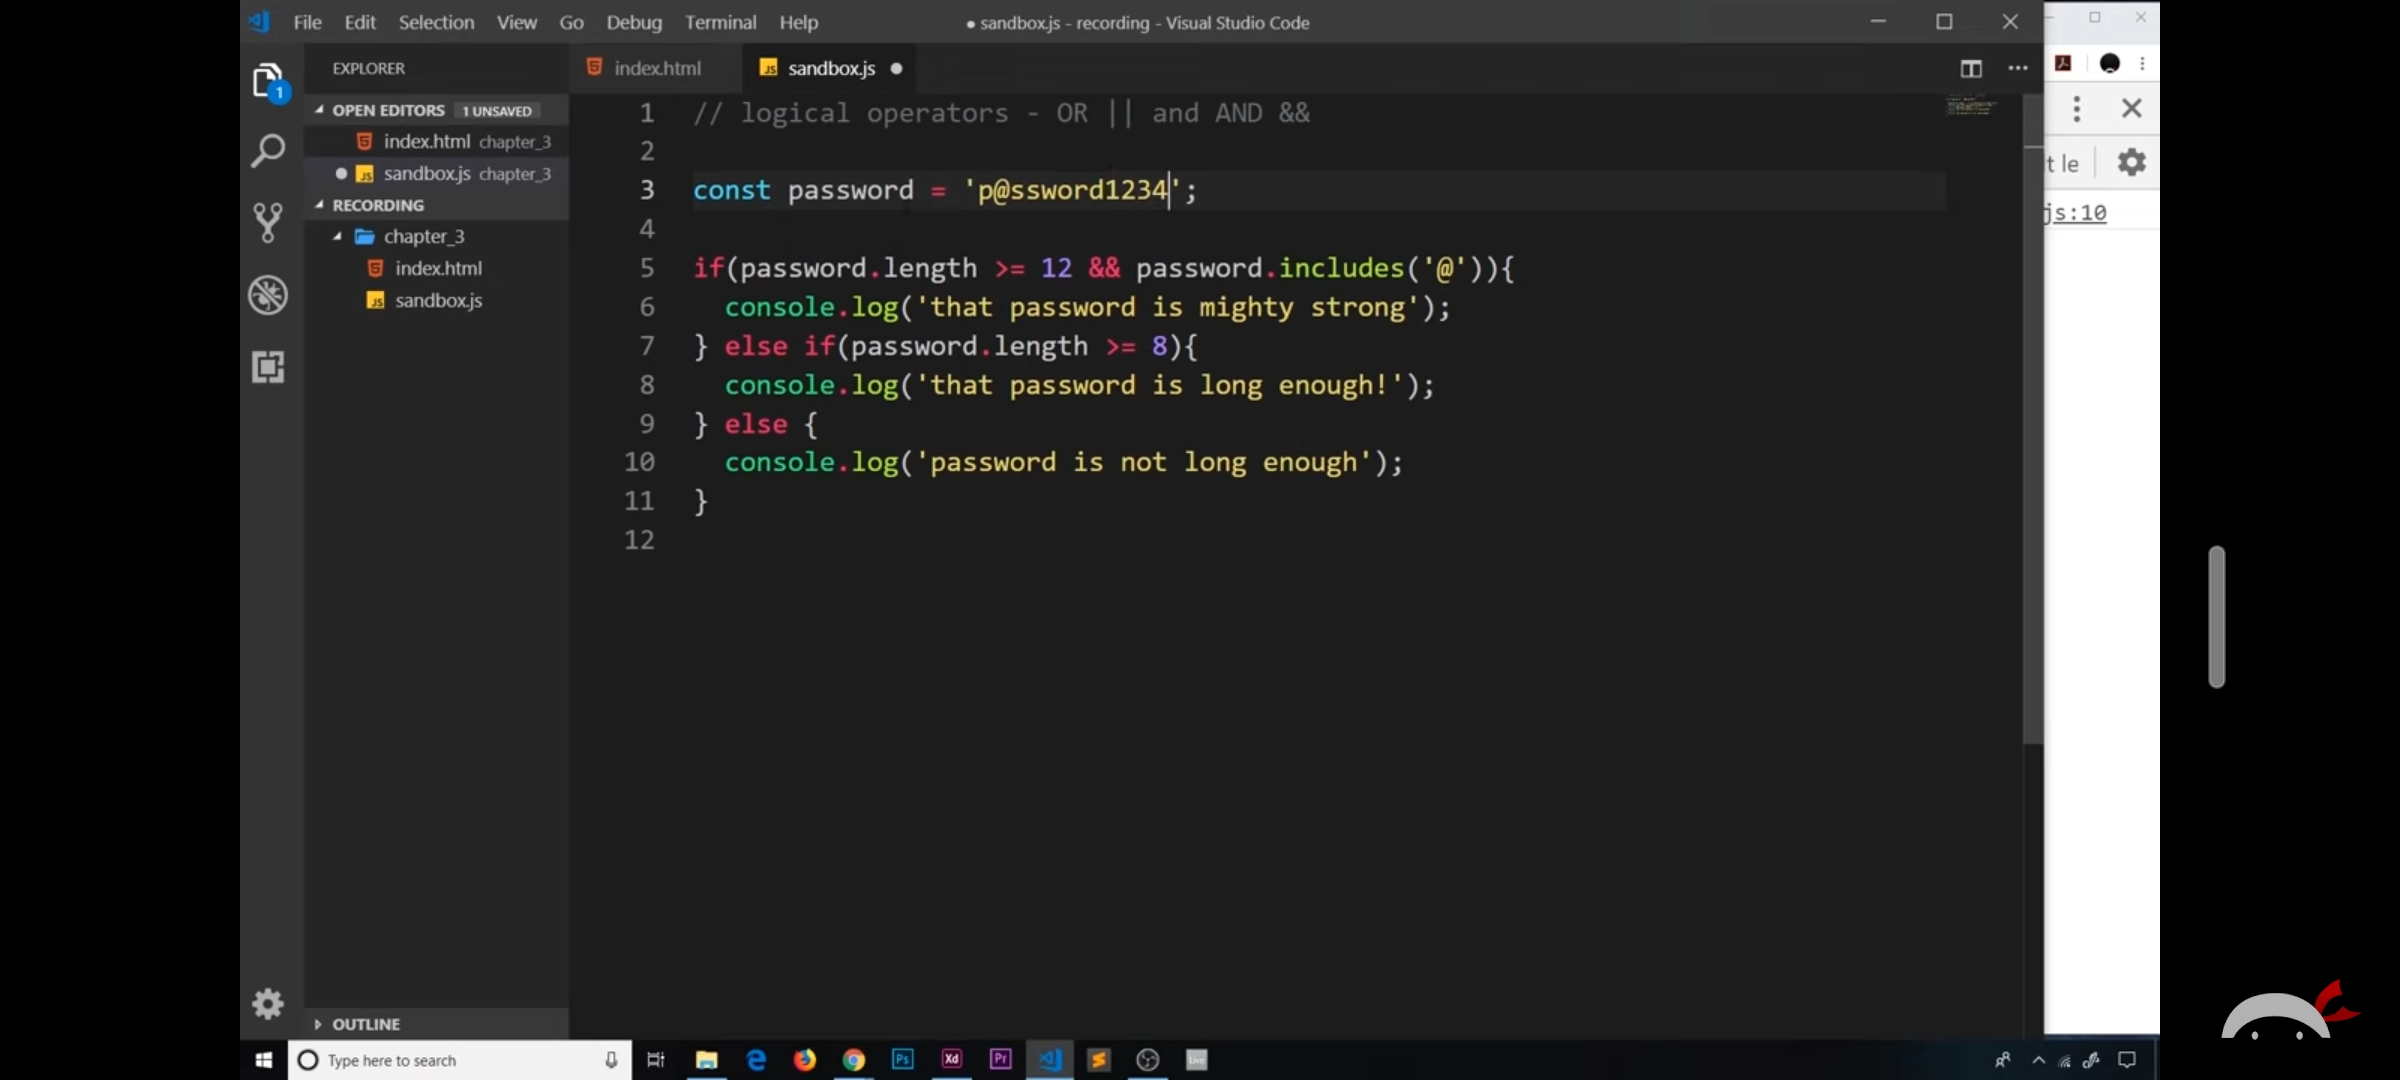 File Edit Selection View Go Debug Terminal Help ● sandbox.js - recording - Visual Studio Code
EXPLORER
index.html
sandbox.js
OPEN EDITORS 1 UNSAVED
index.html chapter_3
sandbox.js chapter_3
RECORDING
chapter_3
index.html
sandbox.js
OUTLINE
1 // logical operators - OR || and AND &&
2
3 const password = 'p@ssword1234';
4
5 if(password.length >= 12 && password.includes('@')){
6   console.log('that password is mighty strong');
7 } else if(password.length >= 8){
8   console.log('that password is long enough!');
9 } else {
10   console.log('password is not long enough');
11 }
12
t le
js:10
1
Type here to search
Ps
Xd
Pr
Live